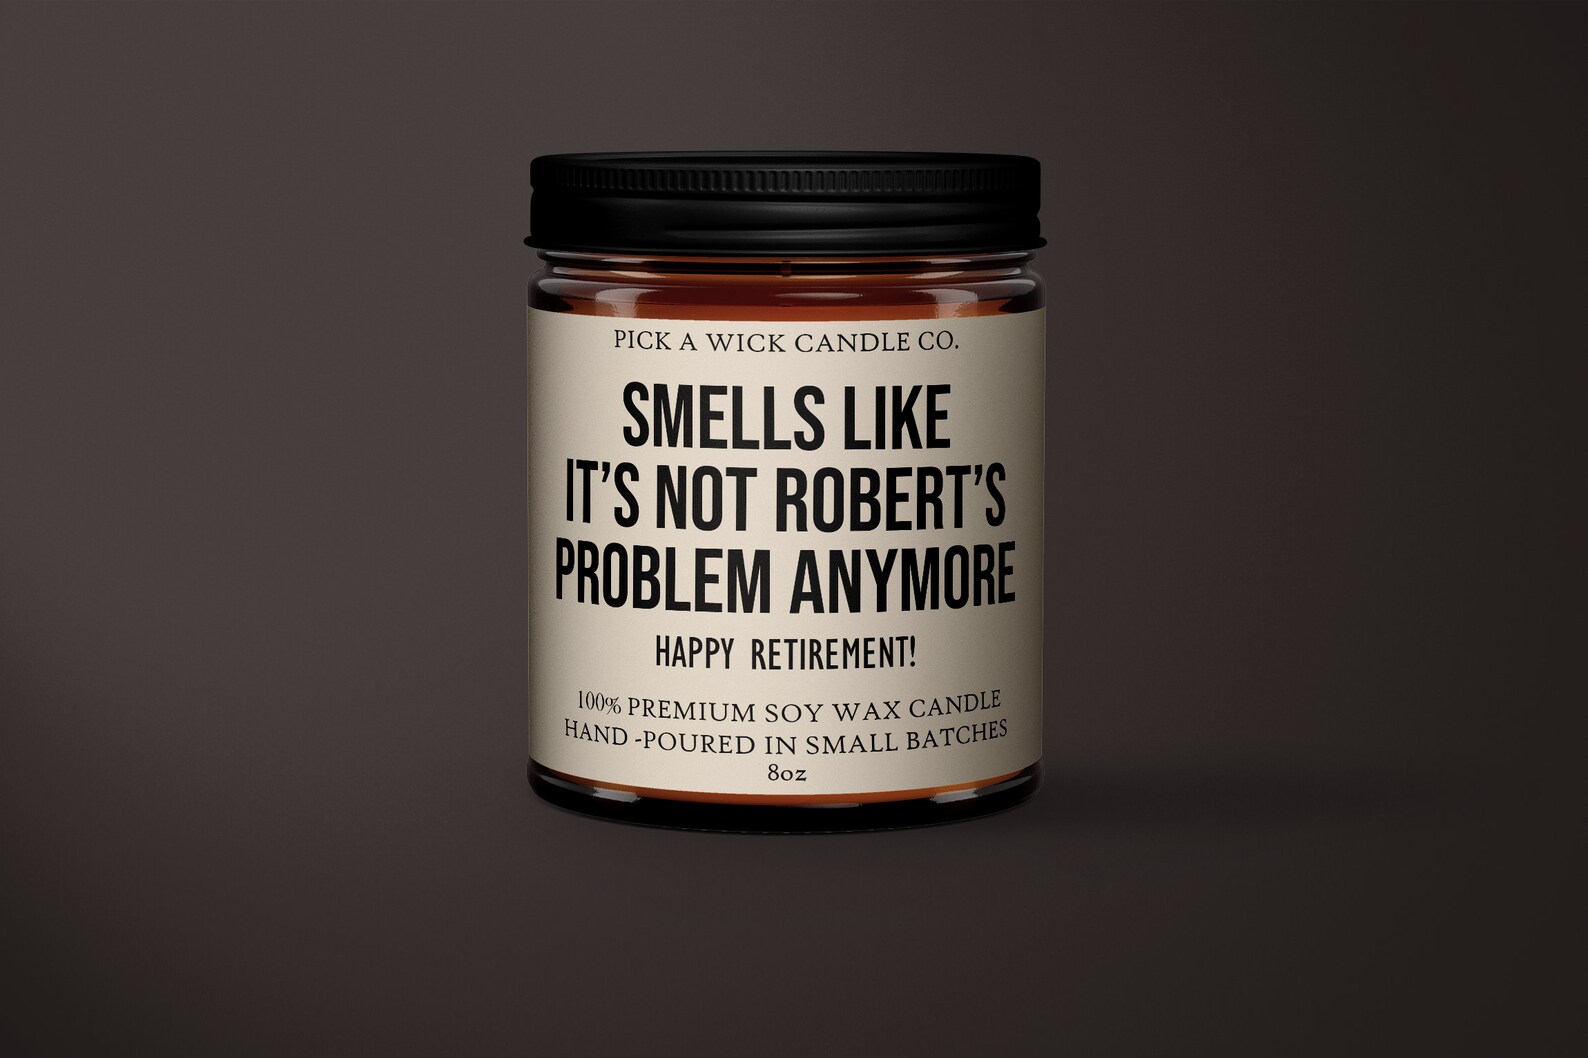 PICK A WICK CANDLE CO.
SMELLS LIKE
IT'S NOT ROBERT'S
PROBLEM ANYMORE
HAPPY RETIREMENT!
100% PREMIUM SOY WAX CANDLE
HAND -POURED IN SMALL BATCHES
8oz